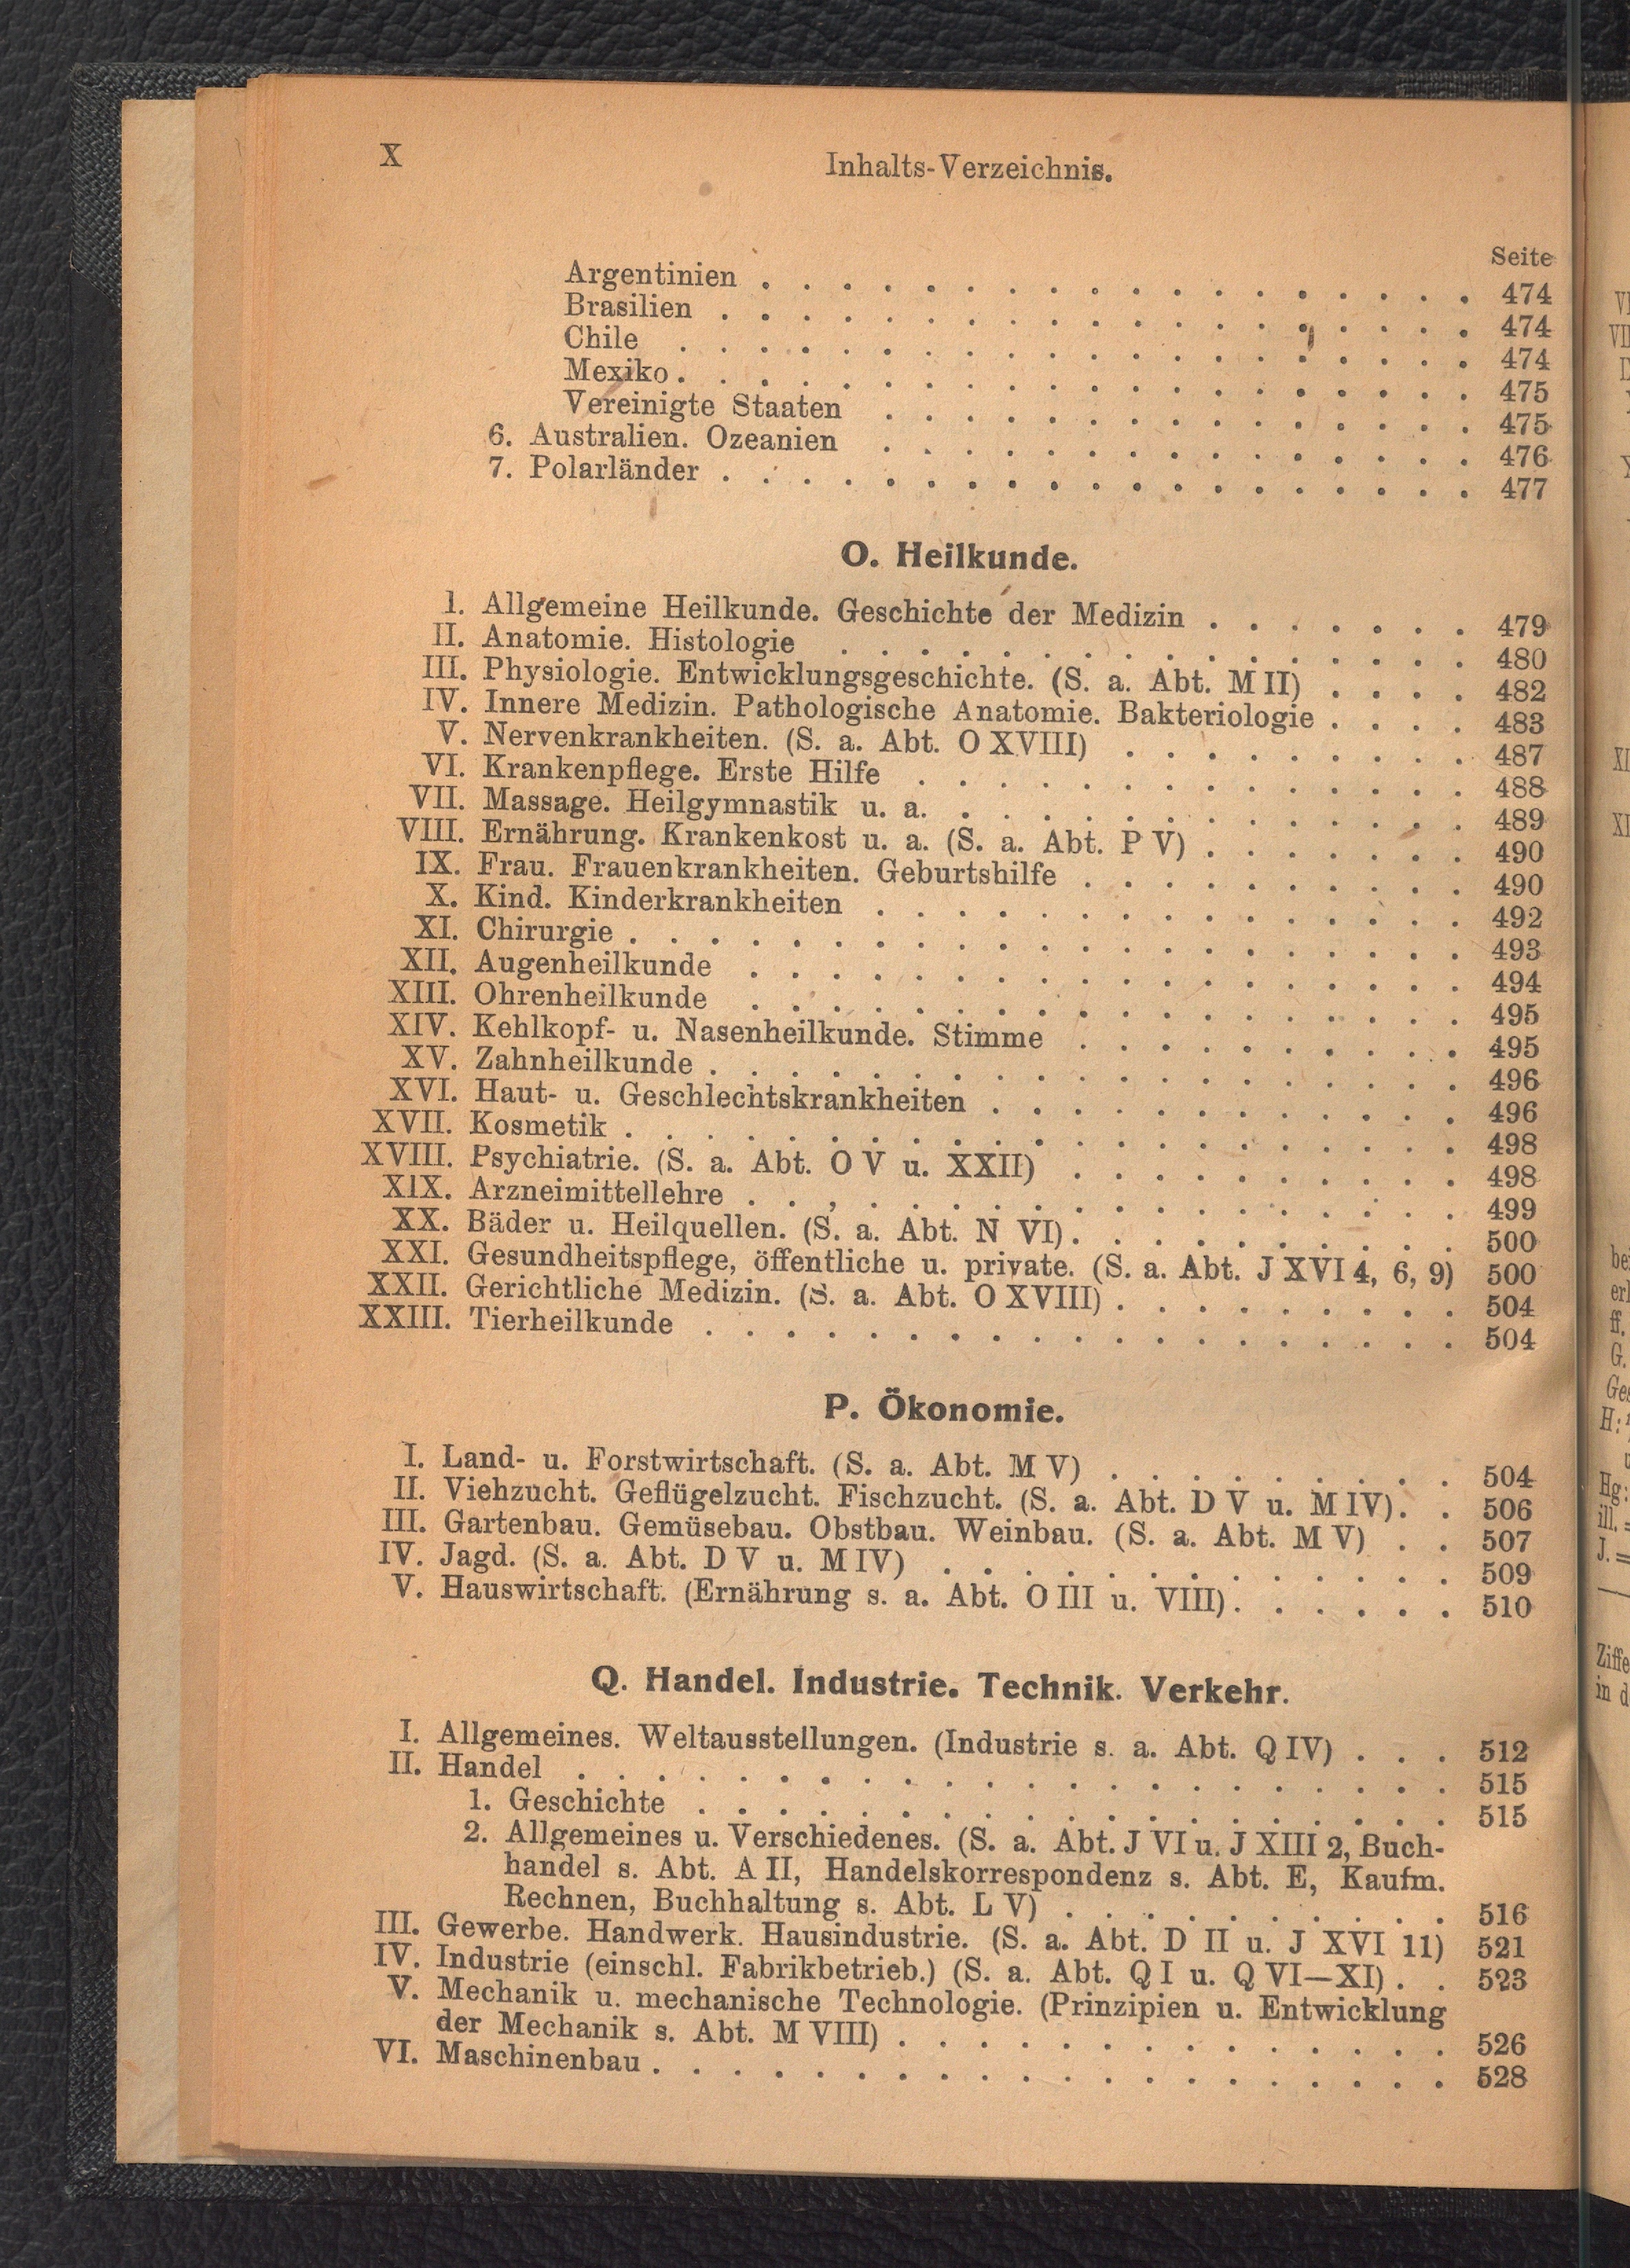 X
Inhalts-Verzeichnis.
Seite
Argentinien . . . . . . . . . . . . . . . . . . 474
Brasilien . . . . . . . . . . . . . . . . . . . 474
Chile . . . . . . . . . . . . . . . . . . . . 474
Mexiko . . . . . . . . . . . . . . . . . . . . 475
Vereinigte Staaten . . . . . . . . . . . . . . . 475
6. Australien. Ozeanien . . . . . . . . . . . . . . . 476
7. Polarländer . . . . . . . . . . . . . . . . . . . 477
O. Heilkunde.
I. Allgemeine Heilkunde. Geschichte der Medizin . . . . . . . 479
II. Anatomie. Histologie . . . . . . . . . . . . . . . . 480
III. Physiologie. Entwicklungsgeschichte. (S. a. Abt. M II) . . . . 482
IV. Innere Medizin. Pathologische Anatomie. Bakteriologie . . . . 483
V. Nervenkrankheiten. (S. a. Abt. O XVIII) . . . . . . . . . 487
VI. Krankenpflege. Erste Hilfe . . . . . . . . . . . . . . 488
VII. Massage. Heilgymnastik u. a. . . . . . . . . . . . . . 489
VIII. Ernährung. Krankenkost u. a. (S. a. Abt. P V) . . . . . . . 490
IX. Frau. Frauenkrankheiten. Geburtshilfe . . . . . . . . . . 490
X. Kind. Kinderkrankheiten . . . . . . . . . . . . . . . 492
XI. Chirurgie . . . . . . . . . . . . . . . . . . . . . 493
XII. Augenheilkunde . . . . . . . . . . . . . . . . . . 494
XIII. Ohrenheilkunde . . . . . . . . . . . . . . . . . . 495
XIV. Kehlkopf- u. Nasenheilkunde. Stimme . . . . . . . . . . 495
XV. Zahnheilkunde . . . . . . . . . . . . . . . . . . . 496
XVI. Haut- u. Geschlechtskrankheiten . . . . . . . . . . . . 496
XVII. Kosmetik . . . . . . . . . . . . . . . . . . . . . 498
XVIII. Psychiatrie. (S. a. Abt. O V u. XXII) . . . . . . . . . . 498
XIX. Arzneimittellehre . . . . . . . . . . . . . . . . . . 499
XX. Bäder u. Heilquellen. (S. a. Abt. N VI) . . . . . . . . . . 500
XXI. Gesundheitspflege, öffentliche u. private. (S. a. Abt. J XVI 4, 6, 9) 500
XXII. Gerichtliche Medizin. (S. a. Abt. O XVIII) . . . . . . . . . 504
XXIII. Tierheilkunde . . . . . . . . . . . . . . . . . . . 504
P. Ökonomie.
I. Land- u. Forstwirtschaft. (S. a. Abt. M V) . . . . . . . . . 504
II. Viehzucht. Geflügelzucht. Fischzucht. (S. a. Abt. D V u. M IV) . . 506
III. Gartenbau. Gemüsebau. Obstbau. Weinbau. (S. a. Abt. M V) . . 507
IV. Jagd. (S. a. Abt. D V u. M IV) . . . . . . . . . . . . . 509
V. Hauswirtschaft. (Ernährung s. a. Abt. O III u. VIII) . . . . . . 510
Q. Handel. Industrie. Technik. Verkehr.
I. Allgemeines. Weltausstellungen. (Industrie s. a. Abt. Q IV) . . . 512
II. Handel . . . . . . . . . . . . . . . . . . . . . . 515
1. Geschichte . . . . . . . . . . . . . . . . . . . 515
2. Allgemeines u. Verschiedenes. (S. a. Abt. J VI u. J XIII 2, Buch-
handel s. Abt. A II, Handelskorrespondenz s. Abt. E, Kaufm.
Rechnen, Buchhaltung s. Abt. L V) . . . . . . . . . . 516
III. Gewerbe. Handwerk. Hausindustrie. (S. a. Abt. D II u. J XVI 11) 521
IV. Industrie (einschl. Fabrikbetrieb.) (S. a. Abt. Q I u. Q VI—XI) . . 523
V. Mechanik u. mechanische Technologie. (Prinzipien u. Entwicklung
der Mechanik s. Abt. M VIII) . . . . . . . . . . . . . . 526
VI. Maschinenbau . . . . . . . . . . . . . . . . . . . . 528